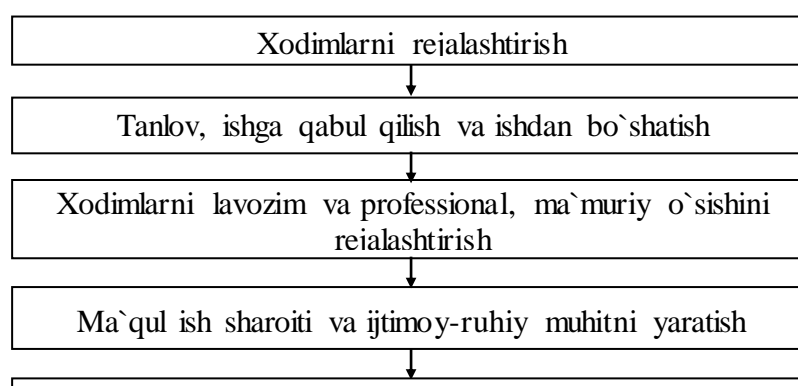 Xodimlarni rejalashtirish
Tanlov, ishga qabul qilish va ishdan bo`shatish
Xodimlarni lavozim va professional, ma`muriy o`sishini
rejalashtirish
Ma`qul ish sharoiti va ijtimoy-ruhiy muhitni yaratish